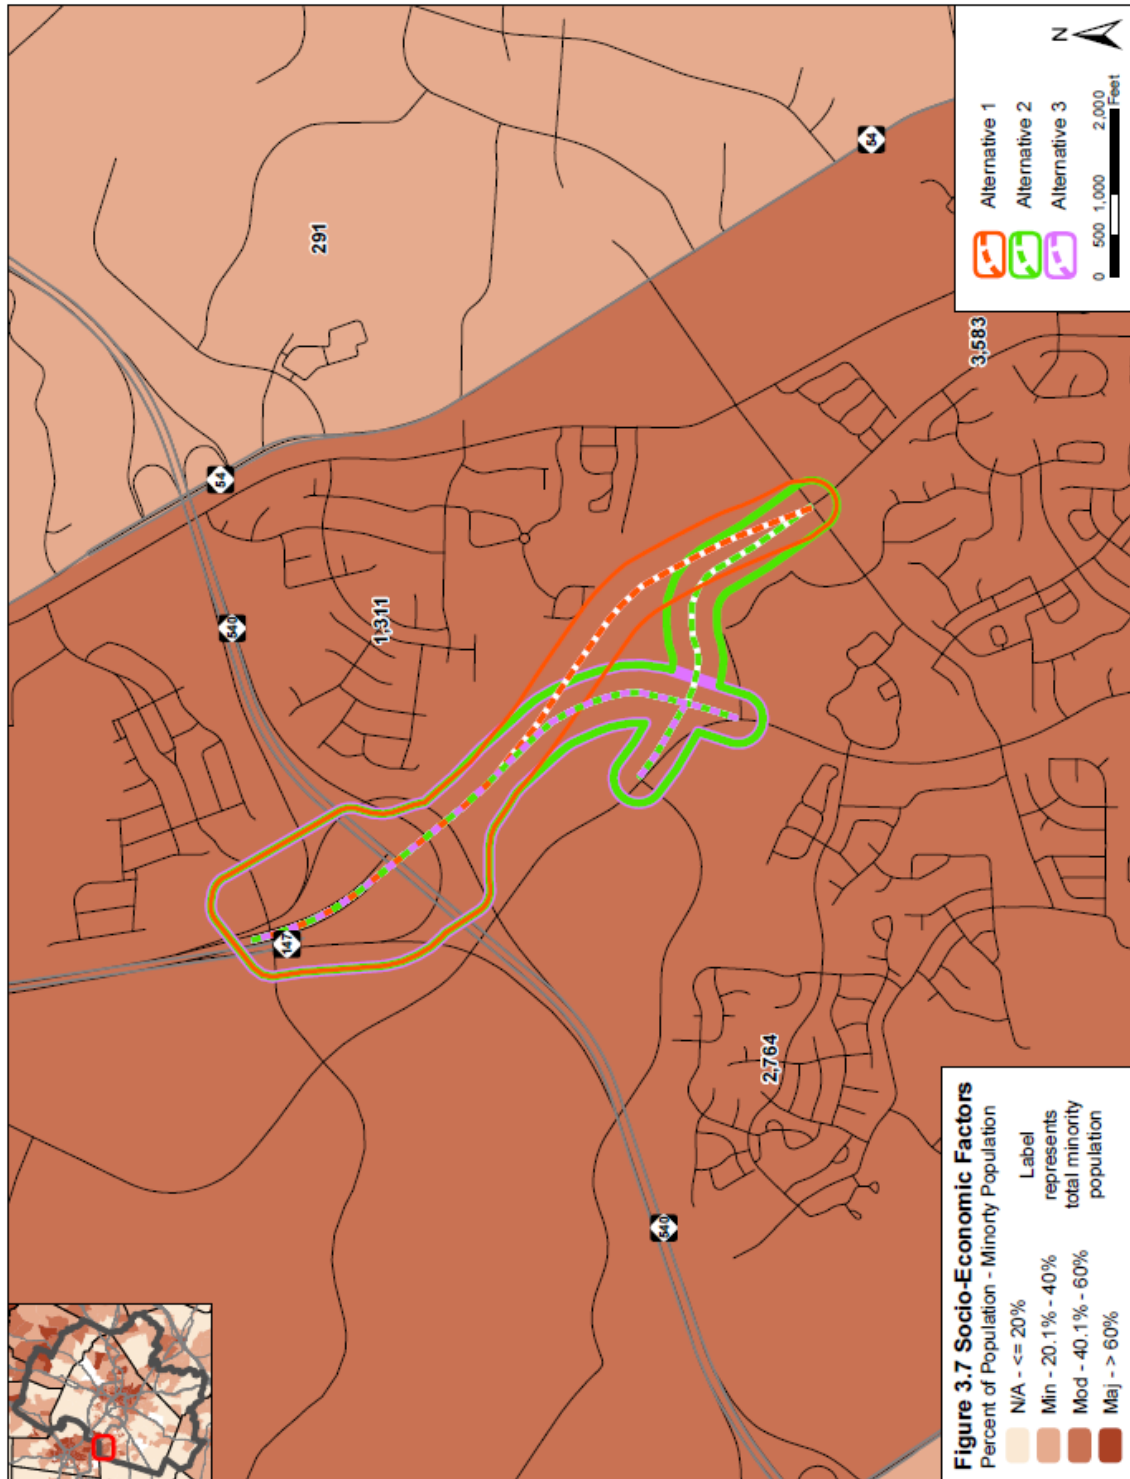 Figure 3.7 Socio-Economic Factors
Percent of Population - Minorty Population
N/A - <= 20%
Min - 20.1% - 40%
Mod - 40.1% - 60%
Maj - > 60%
Label
represents
total minority
population
540
2,764
147
540
1,311
54
291
54
3,583
Alternative 1
Alternative 2
Alternative 3
N
0 500 1,000 2,000
Feet